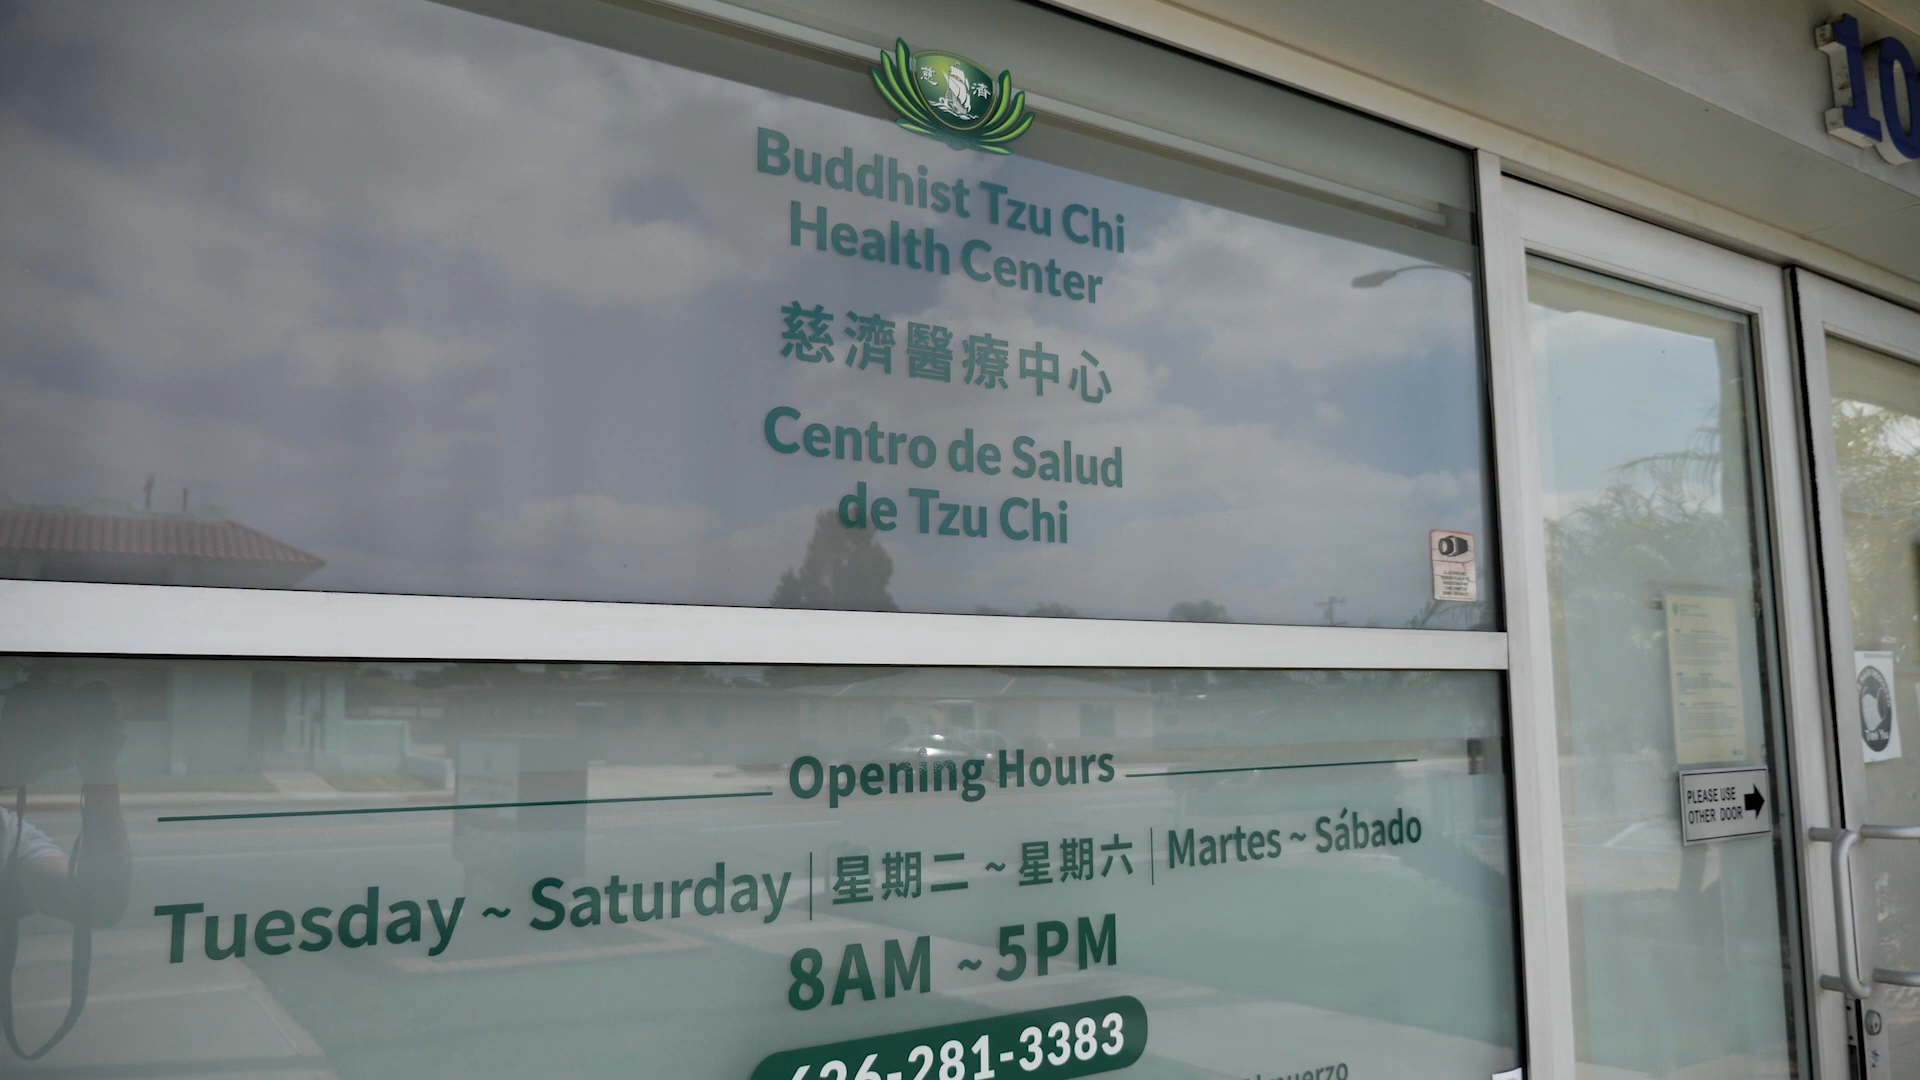 慈 濟
Buddhist Tzu Chi
Health Center
慈濟醫療中心
Centro de Salud
de Tzu Chi
Opening Hours
Tuesday ~ Saturday | 星期二 ~ 星期六 | Martes ~ Sábado
8AM ~ 5PM
626-281-3383
10
PLEASE USE
OTHER DOOR